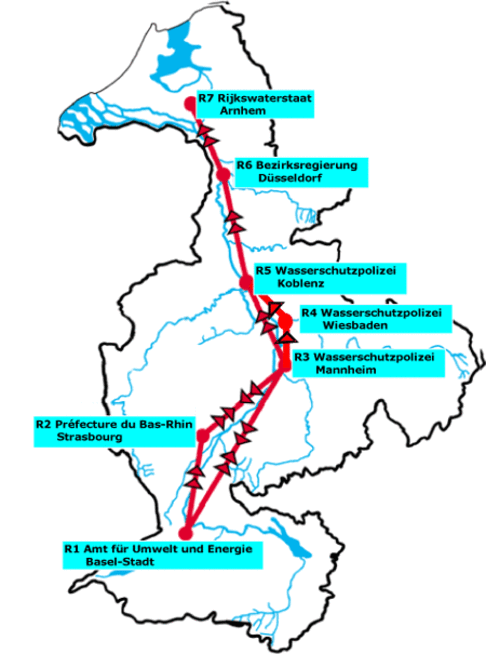 R7 Rijkswaterstaat
Arnhem
R6 Bezirksregierung
Düsseldorf
R5 Wasserschutzpolizei
Koblenz
R4 Wasserschutzpolizei
Wiesbaden
R3 Wasserschutzpolizei
Mannheim
R2 Préfecture du Bas-Rhin
Strasbourg
R1 Amt für Umwelt und Energie
Basel-Stadt